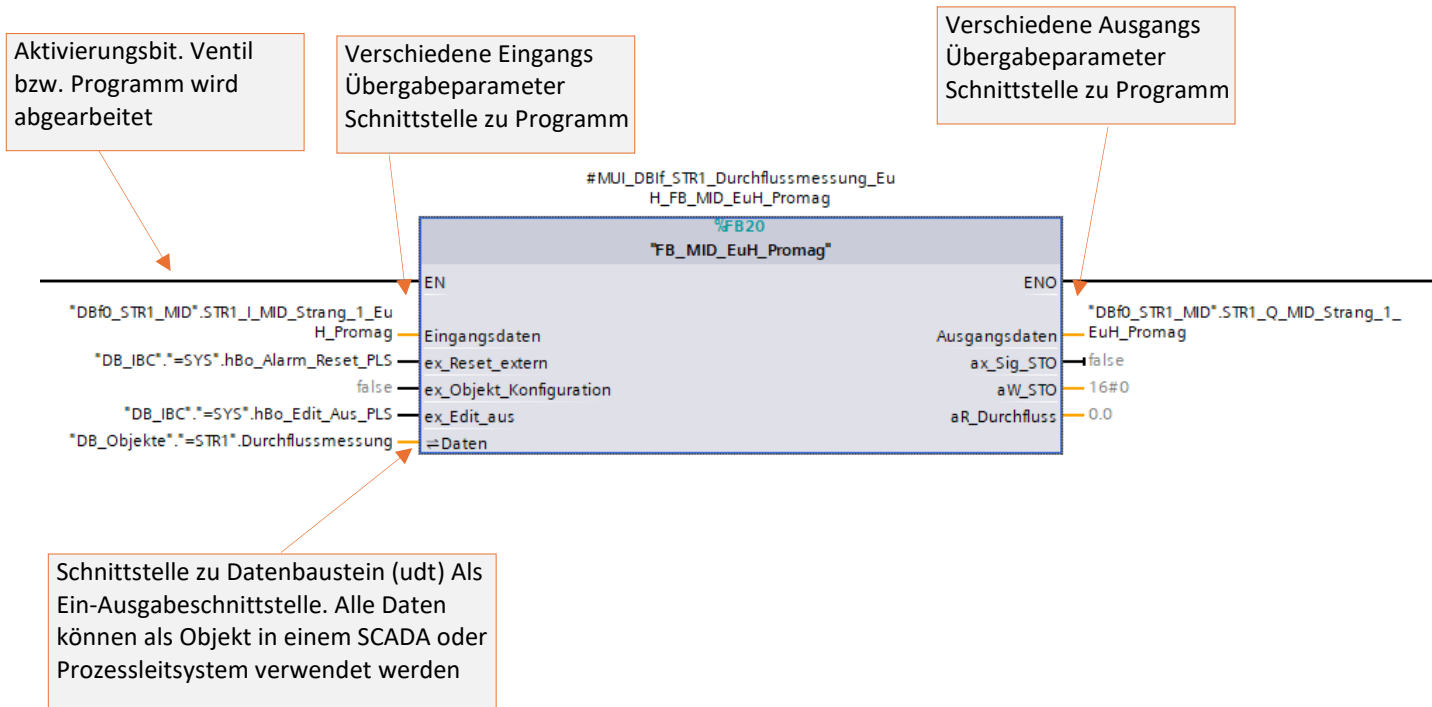 Aktivierungsbit. Ventil
bzw. Programm wird
abgearbeitet
Verschiedene Eingangs
Übergabeparameter
Schnittstelle zu Programm
Verschiedene Ausgangs
Übergabeparameter
Schnittstelle zu Programm
#MUI_DBIf_STR1_Durchflussmessung_Eu
H_FB_MID_EuH_Promag
%FB20
"FB_MID_EuH_Promag"
EN
ENO
"DBf0_STR1_MID".STR1_I_MID_Strang_1_Eu
H_Promag
Eingangsdaten
"DB_IBC"."=SYS".hBo_Alarm_Reset_PLS
ex_Reset_extern
false
ex_Objekt_Konfiguration
"DB_IBC"."=SYS".hBo_Edit_Aus_PLS
ex_Edit_aus
"DB_Objekte"."=STR1".Durchflussmessung
⇌Daten
Ausgangsdaten
"DBf0_STR1_MID".STR1_Q_MID_Strang_1_
EuH_Promag
ax_Sig_STO
false
aW_STO
16#0
aR_Durchfluss
0.0
Schnittstelle zu Datenbaustein (udt) Als
Ein-Ausgabeschnittstelle. Alle Daten
können als Objekt in einem SCADA oder
Prozessleitsystem verwendet werden